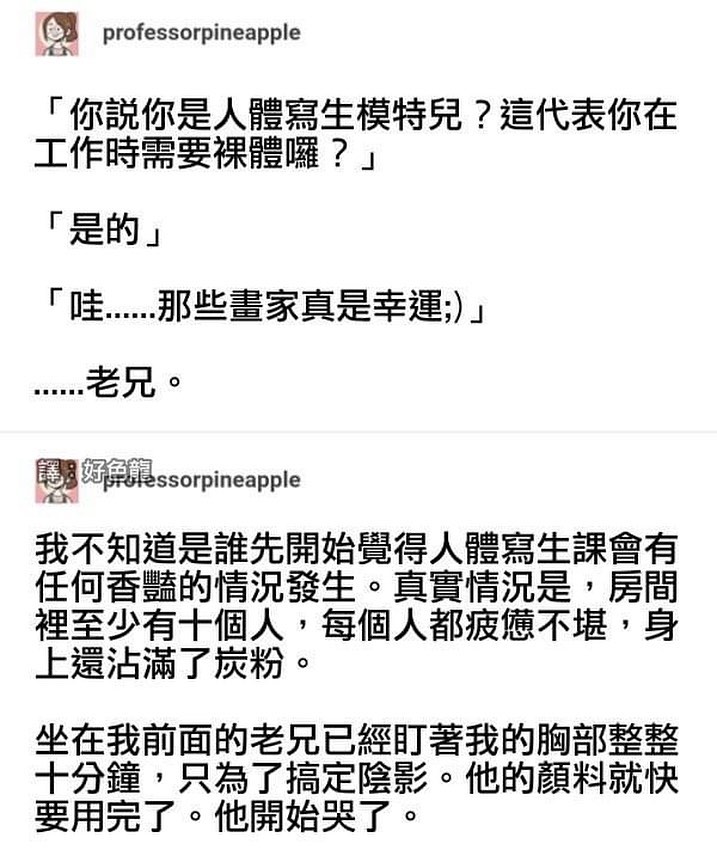 professorpineapple
「你說你是人體寫生模特兒？這代表你在
工作時需要裸體囉？」
「是的」
「哇......那些畫家真是幸運;)」
......老兄。
譯：好色龍
professorpineapple
我不知道是誰先開始覺得人體寫生課會有
任何香豔的情況發生。真實情況是，房間
裡至少有十個人，每個人都疲憊不堪，身
上還沾滿了炭粉。
坐在我前面的老兄已經盯著我的胸部整整
十分鐘，只為了搞定陰影。他的顏料就快
要用完了。他開始哭了。